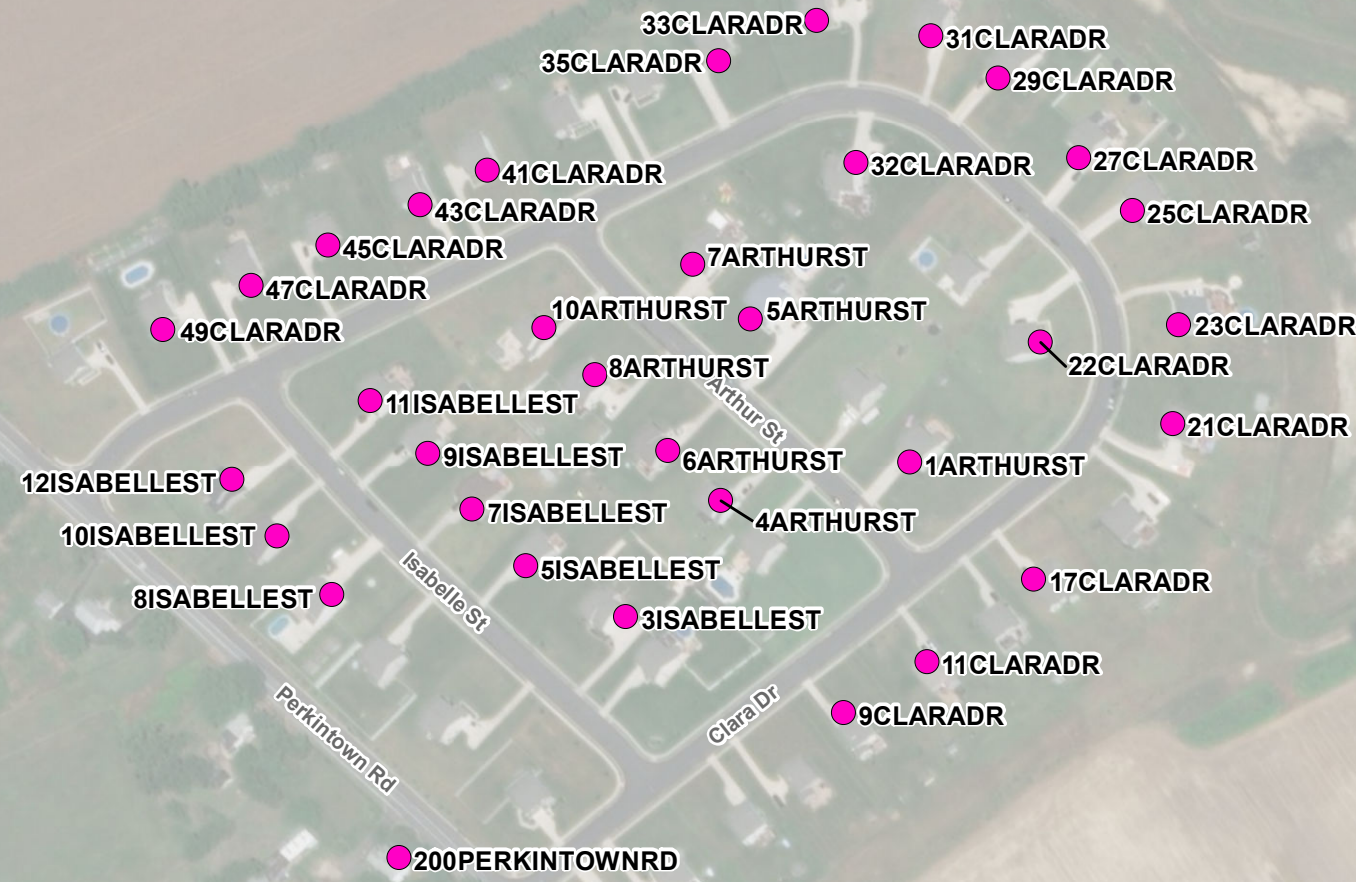 33CLARADR
31CLARADR
35CLARADR
29CLARADR
32CLARADR
27CLARADR
41CLARADR
43CLARADR
25CLARADR
45CLARADR
7ARTHURST
47CLARADR
10ARTHURST
5ARTHURST
49CLARADR
23CLARADR
8ARTHURST
22CLARADR
11ISABELLEST
Arthur St
21CLARADR
9ISABELLEST
6ARTHURST
1ARTHURST
12ISABELLEST
7ISABELLEST
4ARTHURST
10ISABELLEST
5ISABELLEST
17CLARADR
Isabelle St
8ISABELLEST
3ISABELLEST
11CLARADR
Clara Dr
9CLARADR
Perkintown Rd
200PERKINTOWNRD